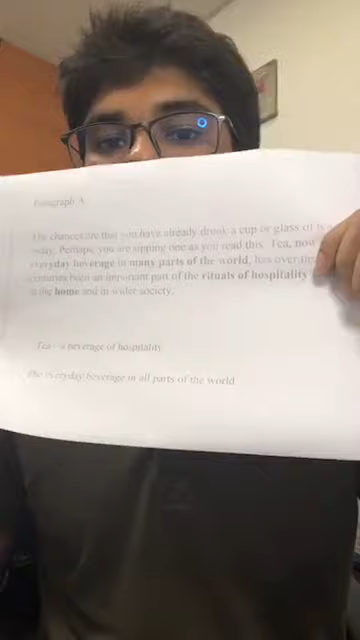 Paragraph A
The chances are that you have already drunk a cup or glass of
today. Perhaps, you are sipping one as you read this. Tea, now
everyday beverage in many parts of the world, has over the
centuries been an important part of the rituals of hospitality
in the home and in wider society.
Tea - a beverage of hospitality
The everyday beverage in all parts of the world